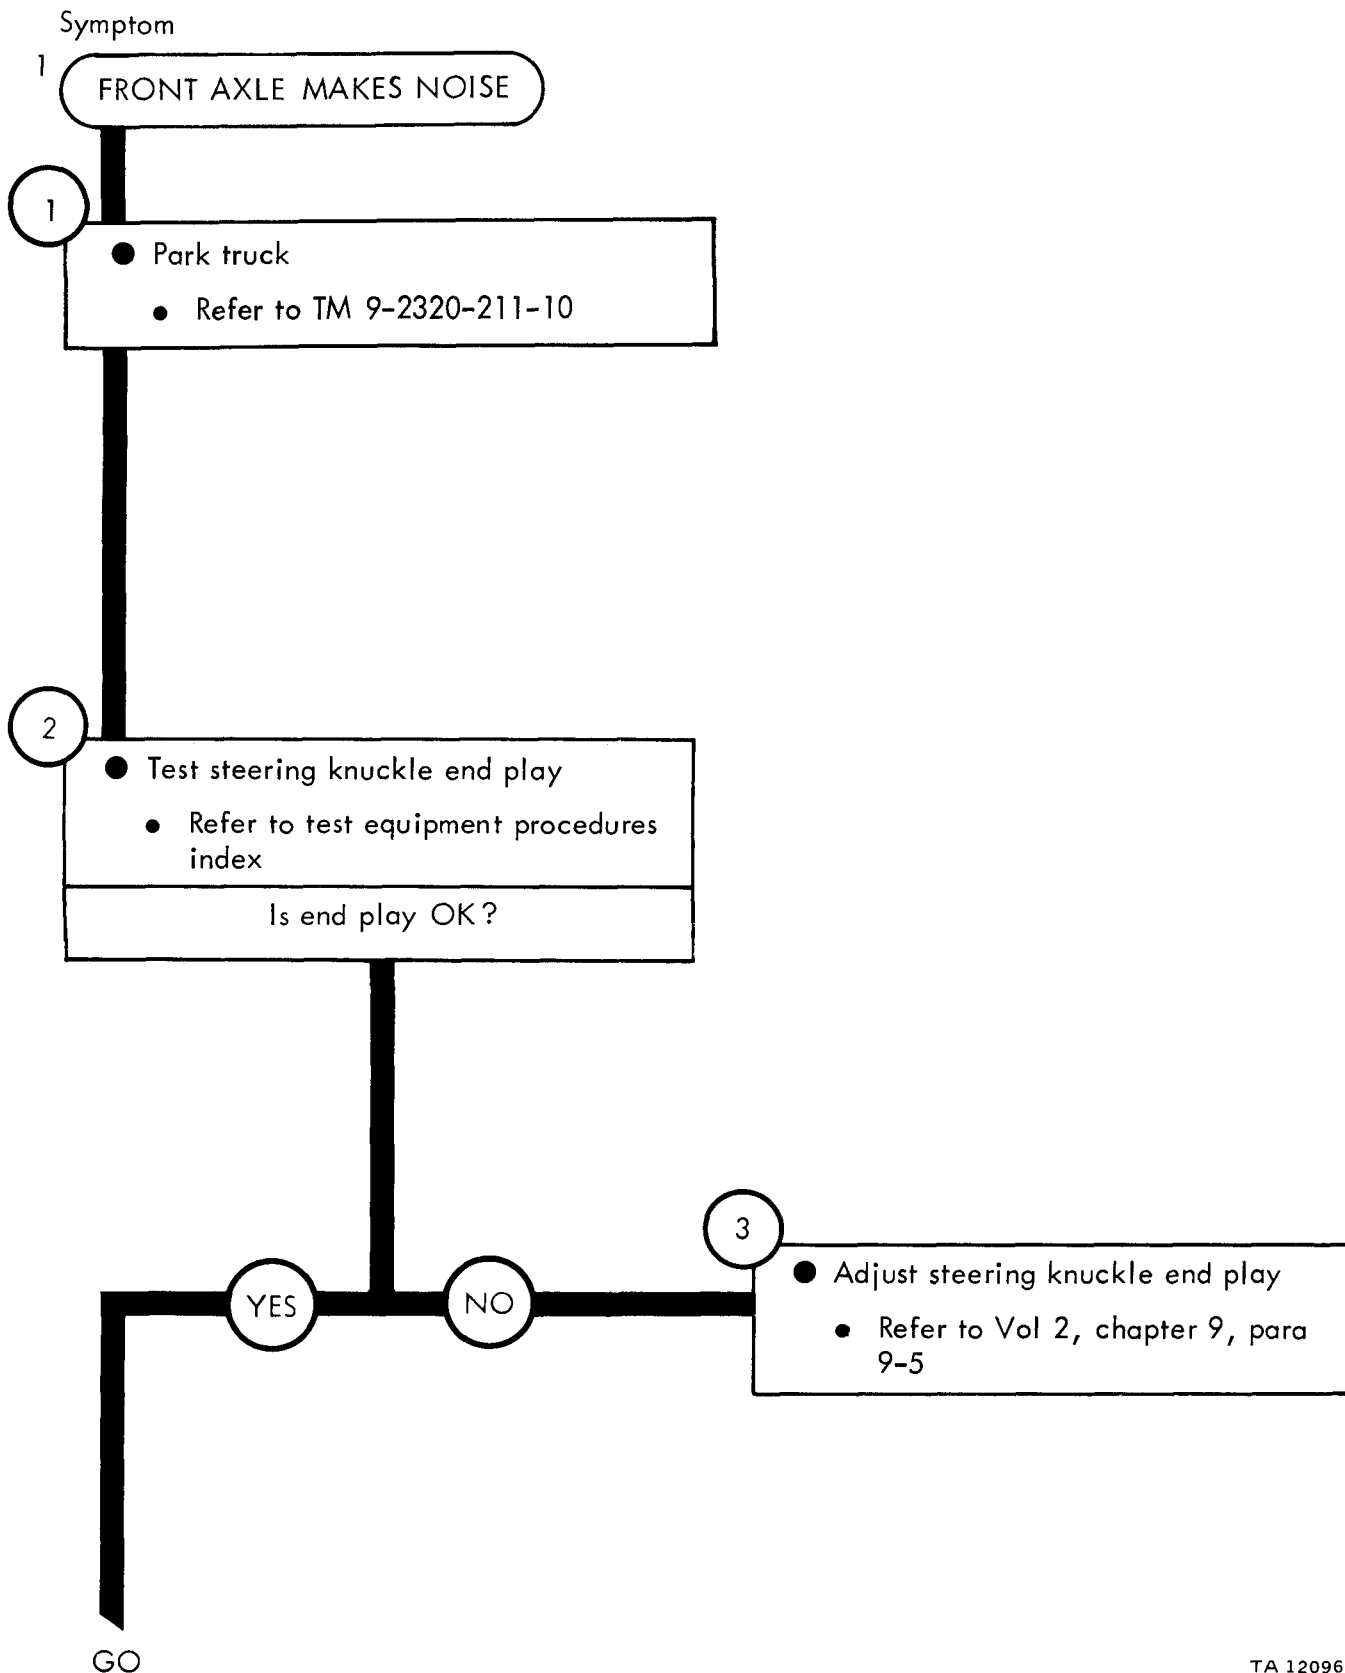 Symptom
1
FRONT AXLE MAKES NOISE
1
● Park truck
● Refer to TM 9-2320-211-10
2
● Test steering knuckle end play
● Refer to test equipment procedures
index
Is end play OK?
YES
NO
3
● Adjust steering knuckle end play
● Refer to Vol 2, chapter 9, para
9-5
GO
TA 12096